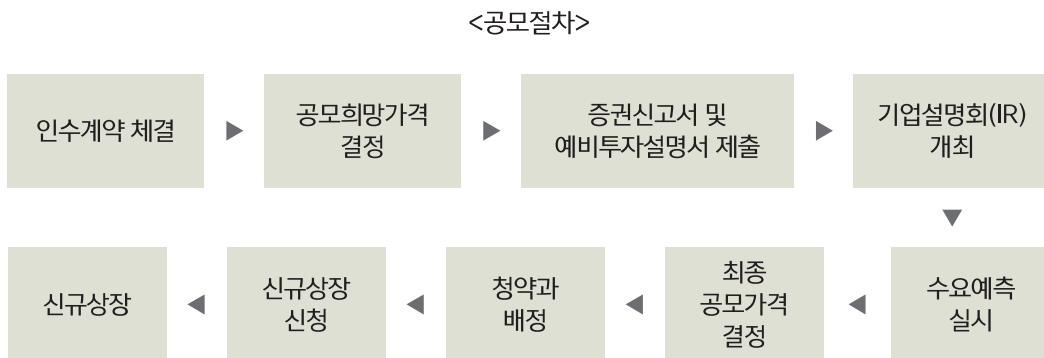 <공모절차>
인수계약 체결
공모희망가격
결정
증권신고서 및
예비투자설명서 제출
기업설명회(IR)
개최
수요예측
실시
최종
공모가격
결정
청약과
배정
신규상장
신청
신규상장